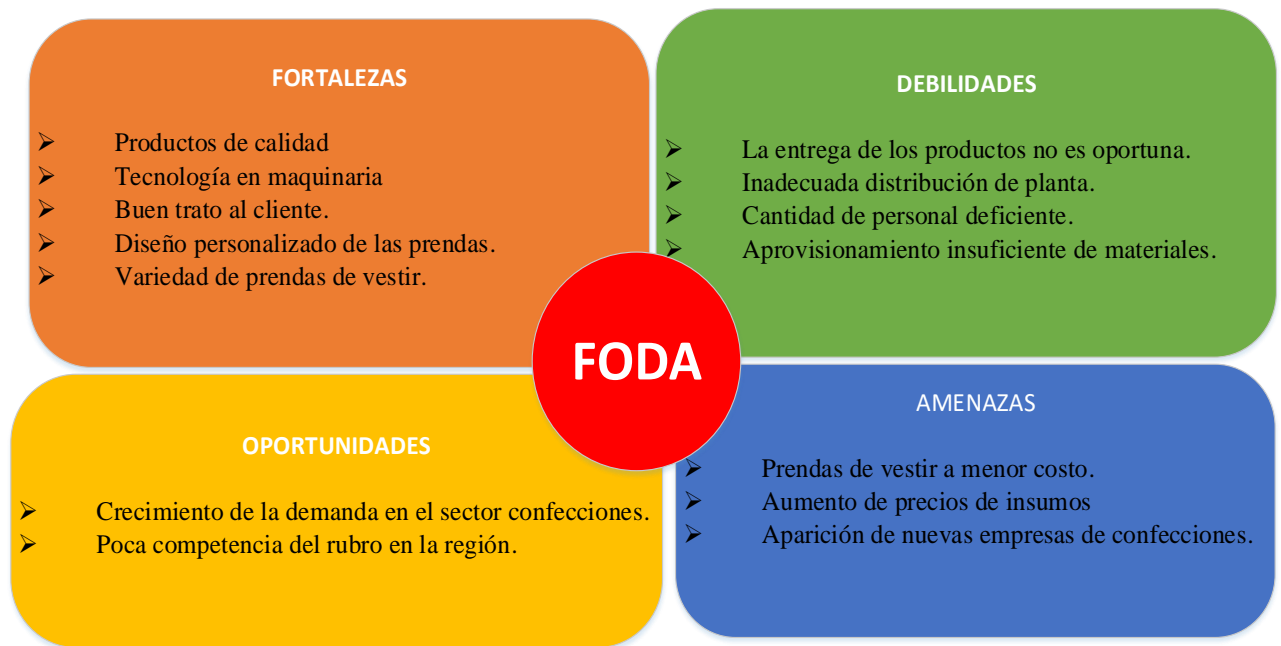 FORTALEZAS
➢ Productos de calidad
➢ Tecnología en maquinaria
➢ Buen trato al cliente.
➢ Diseño personalizado de las prendas.
➢ Variedad de prendas de vestir.
DEBILIDADES
➢ La entrega de los productos no es oportuna.
➢ Inadecuada distribución de planta.
➢ Cantidad de personal deficiente.
➢ Aprovisionamiento insuficiente de materiales.
FODA
OPORTUNIDADES
➢ Crecimiento de la demanda en el sector confecciones.
➢ Poca competencia del rubro en la región.
AMENAZAS
➢ Prendas de vestir a menor costo.
➢ Aumento de precios de insumos
➢ Aparición de nuevas empresas de confecciones.